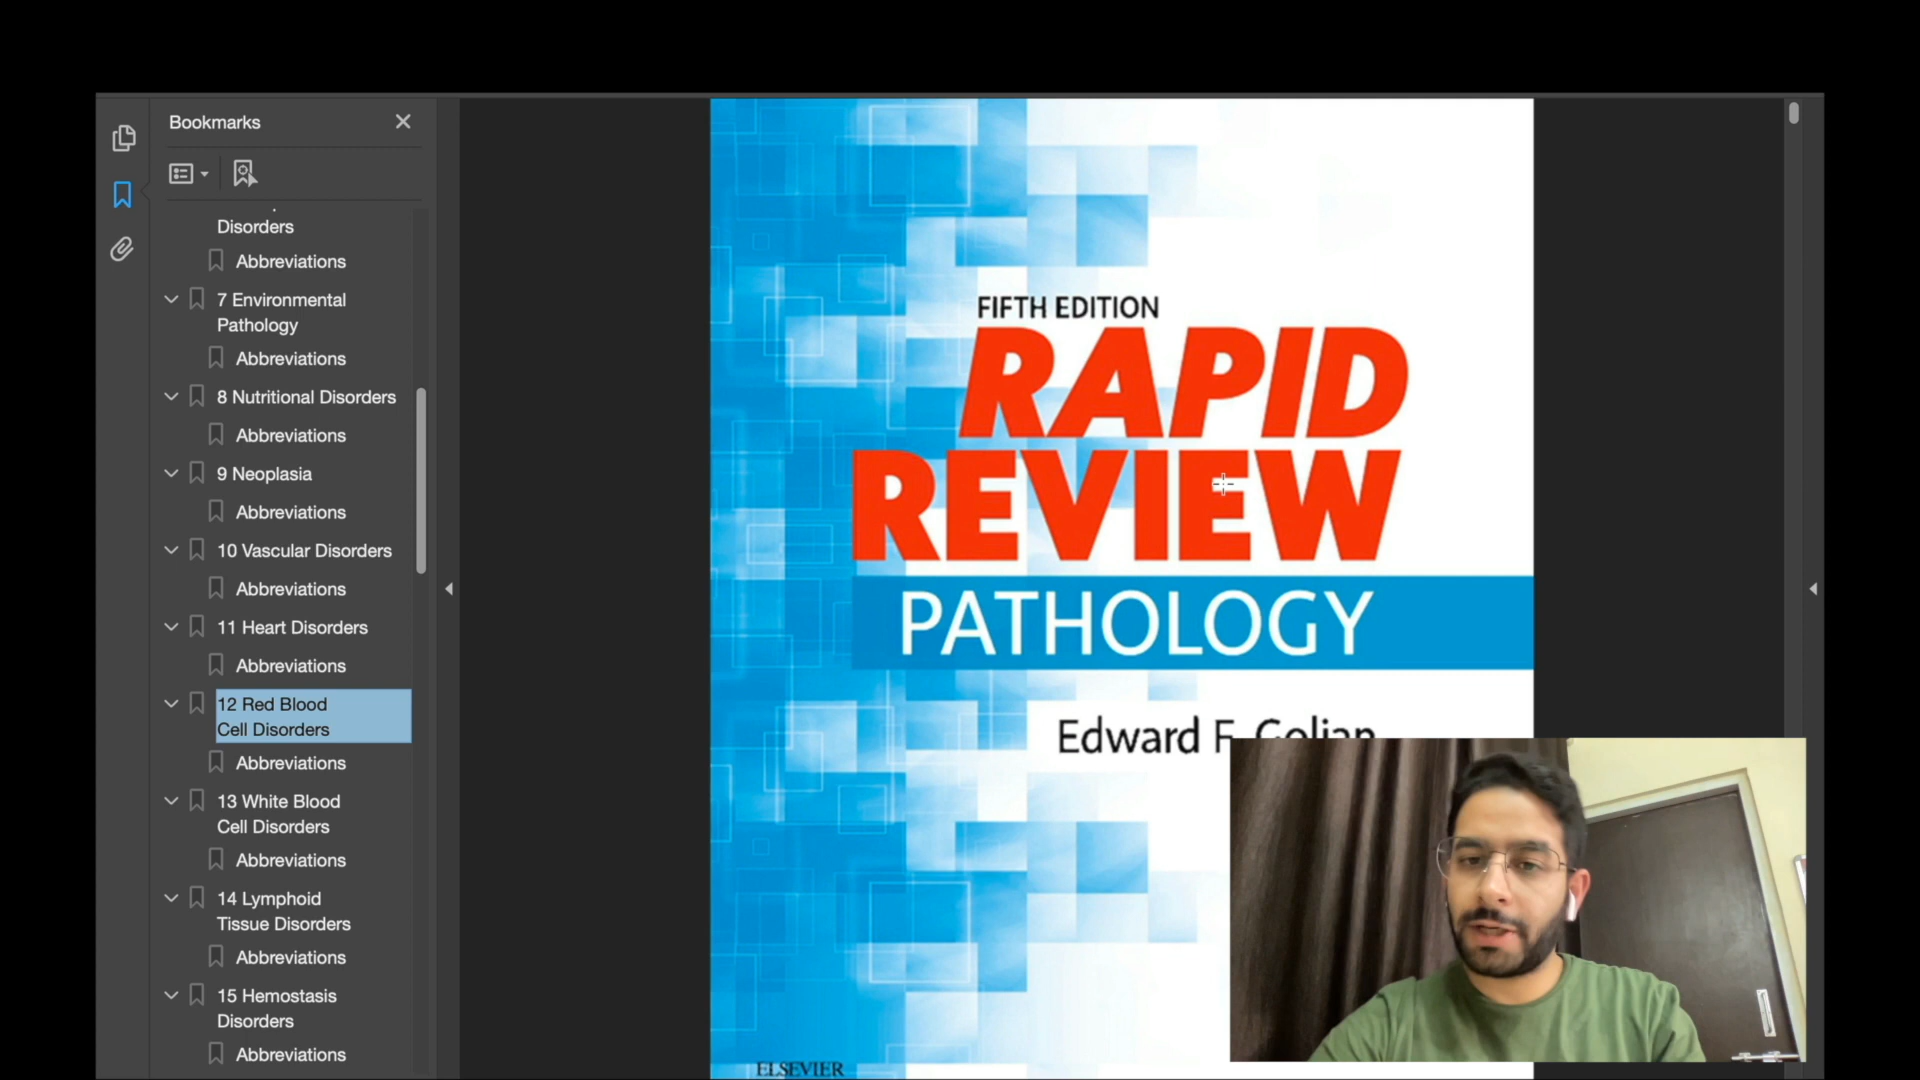 Bookmarks
Disorders
Abbreviations
7 Environmental
Pathology
Abbreviations
8 Nutritional Disorders
Abbreviations
9 Neoplasia
Abbreviations
10 Vascular Disorders
Abbreviations
11 Heart Disorders
Abbreviations
12 Red Blood
Cell Disorders
Abbreviations
13 White Blood
Cell Disorders
Abbreviations
14 Lymphoid
Tissue Disorders
Abbreviations
15 Hemostasis
Disorders
Abbreviations
FIFTH EDITION
RAPID
REVIEW
PATHOLOGY
Edward F. Goljan
ELSEVIER